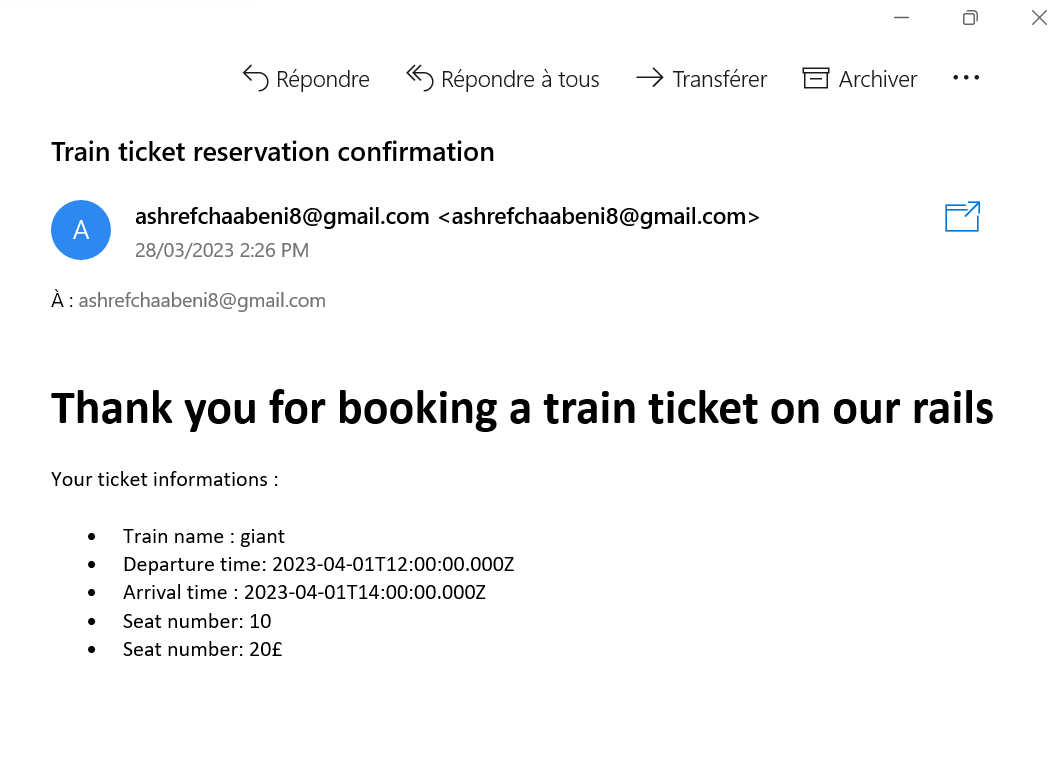 Répondre Répondre à tous Transférer Archiver
Train ticket reservation confirmation
A
ashrefchaabeni8@gmail.com <ashrefchaabeni8@gmail.com>
28/03/2023 2:26 PM
À : ashrefchaabeni8@gmail.com
Thank you for booking a train ticket on our rails
Your ticket informations :
• Train name : giant
• Departure time: 2023-04-01T12:00:00.000Z
• Arrival time : 2023-04-01T14:00:00.000Z
• Seat number: 10
• Seat number: 20£